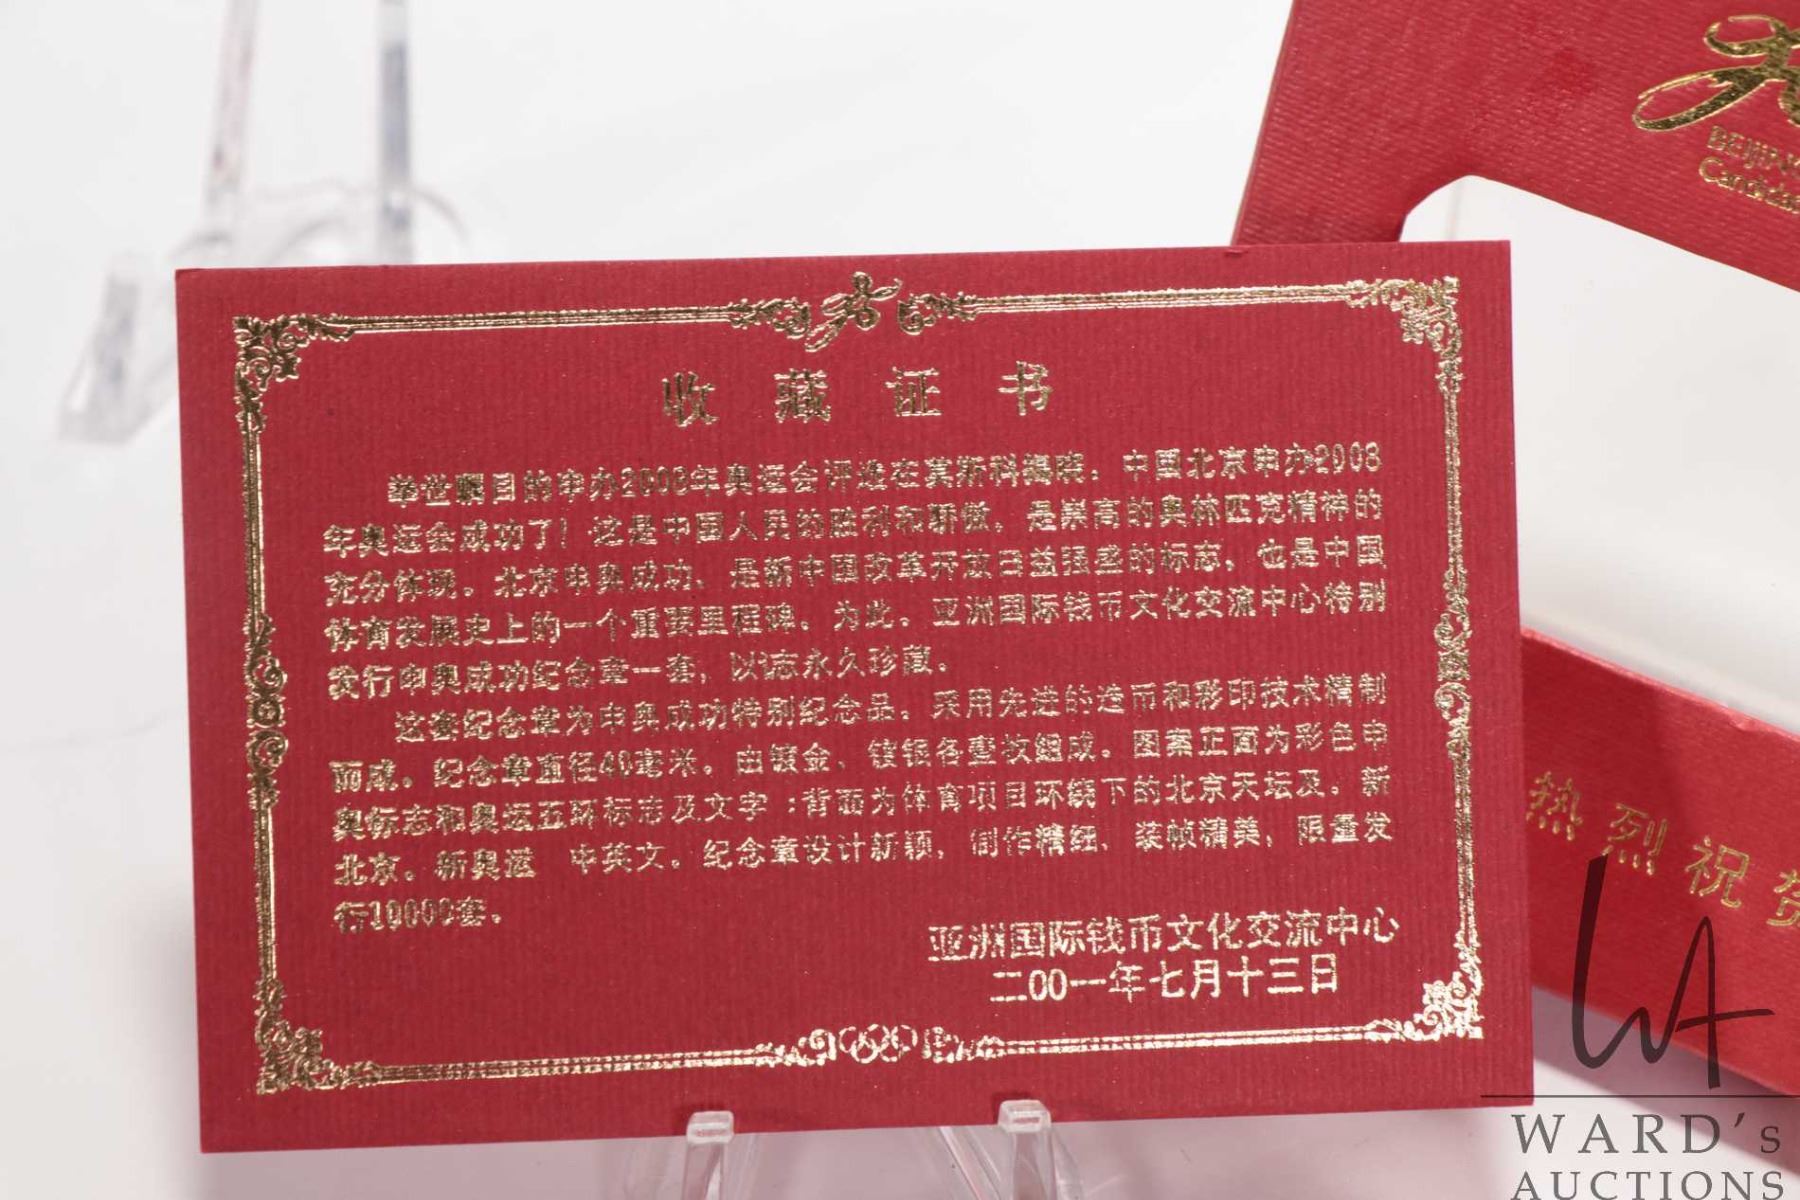 BEIJING
Candida
收藏证书
举世瞩目的申办2008年奥运会评选在莫斯科揭晓。中国北京申办2008
年奥运会成功了！这是中国人民的胜利和骄傲，是崇高的奥林匹克精神的
充分体现。北京申奥成功，是新中国改革开放日益强盛的标志，也是中国
体育发展史上的一个重要里程碑。为此，亚洲国际钱币文化交流中心特别
发行申奥成功纪念章一套，以志永久珍藏。
这套纪念章为申奥成功特别纪念品。采用先进的造币和彩印技术精制
而成。纪念章直径40毫米。由镀金、镀银各壹枚组成。图案正面为彩色申
奥标志和奥运五环标志及文字：背面为体育项目环绕下的北京天坛及。新
北京。新奥运 中英文。纪念章设计新颖，制作精细、装帧精美，限量发
行10000套。
亚洲国际钱币文化交流中心
二00一年七月十三日
热烈祝贺
WA
WARD's
AUCTIONS